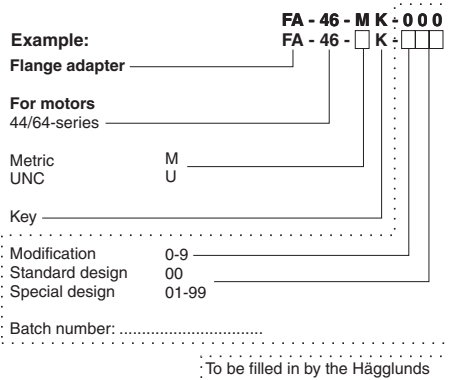 FA - 46 - M K - 0 0 0
Example: FA - 46 - K -
Flange adapter
For motors
44/64-series
Metric M
UNC U
Key
Modification 0-9
Standard design 00
Special design 01-99
Batch number: ................................
To be filled in by the Hägglunds